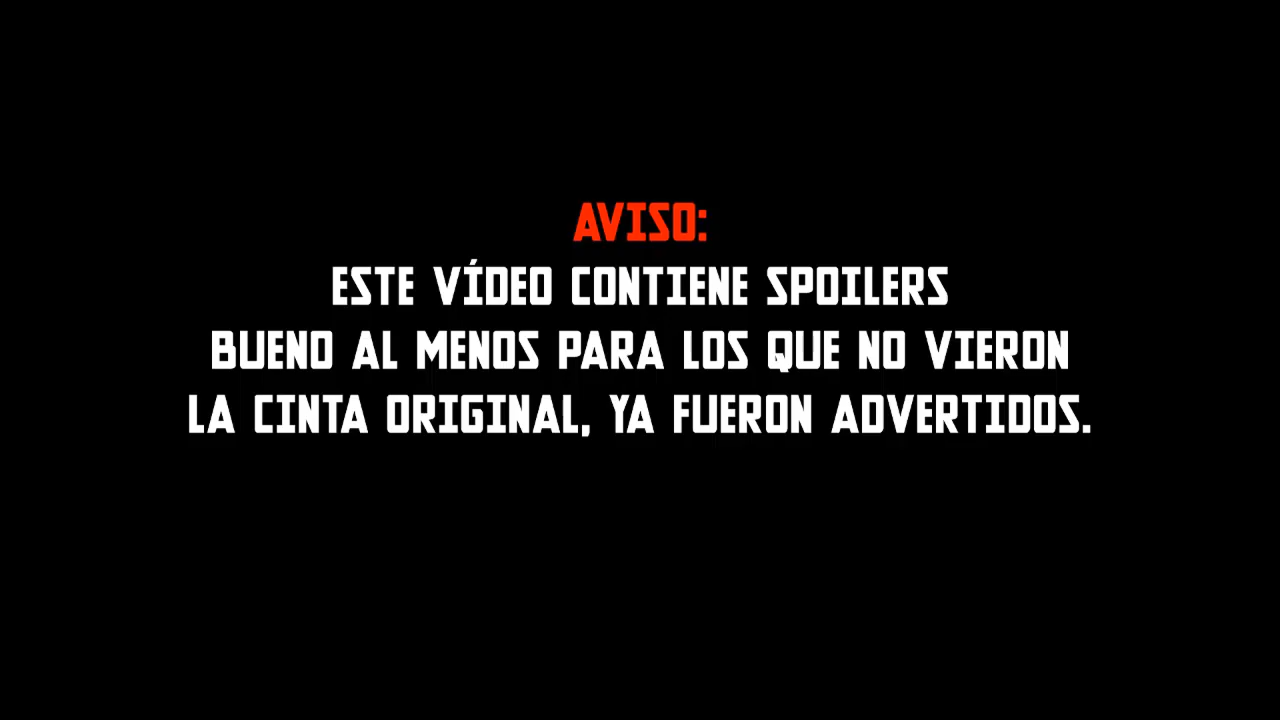 AVISO:
ESTE VÍDEO CONTIENE SPOILERS
BUENO AL MENOS PARA LOS QUE NO VIERON
LA CINTA ORIGINAL, YA FUERON ADVERTIDOS.